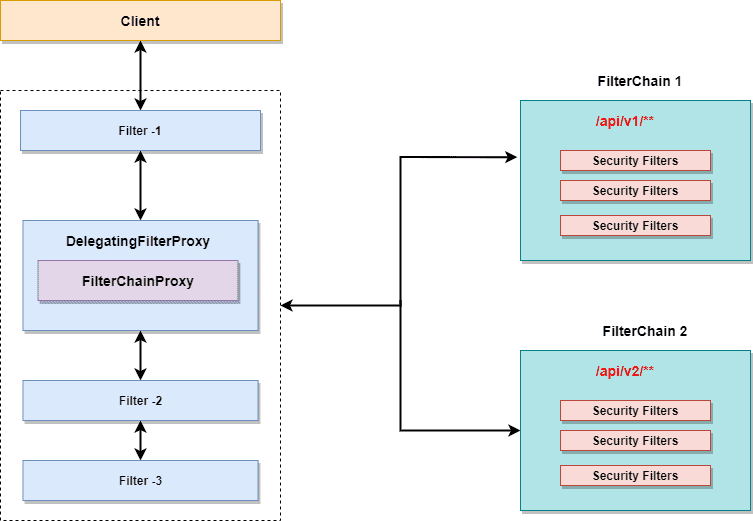 Client
Filter -1
DelegatingFilterProxy
FilterChainProxy
Filter -2
Filter -3
FilterChain 1
/api/v1/**
Security Filters
Security Filters
Security Filters
FilterChain 2
/api/v2/**
Security Filters
Security Filters
Security Filters